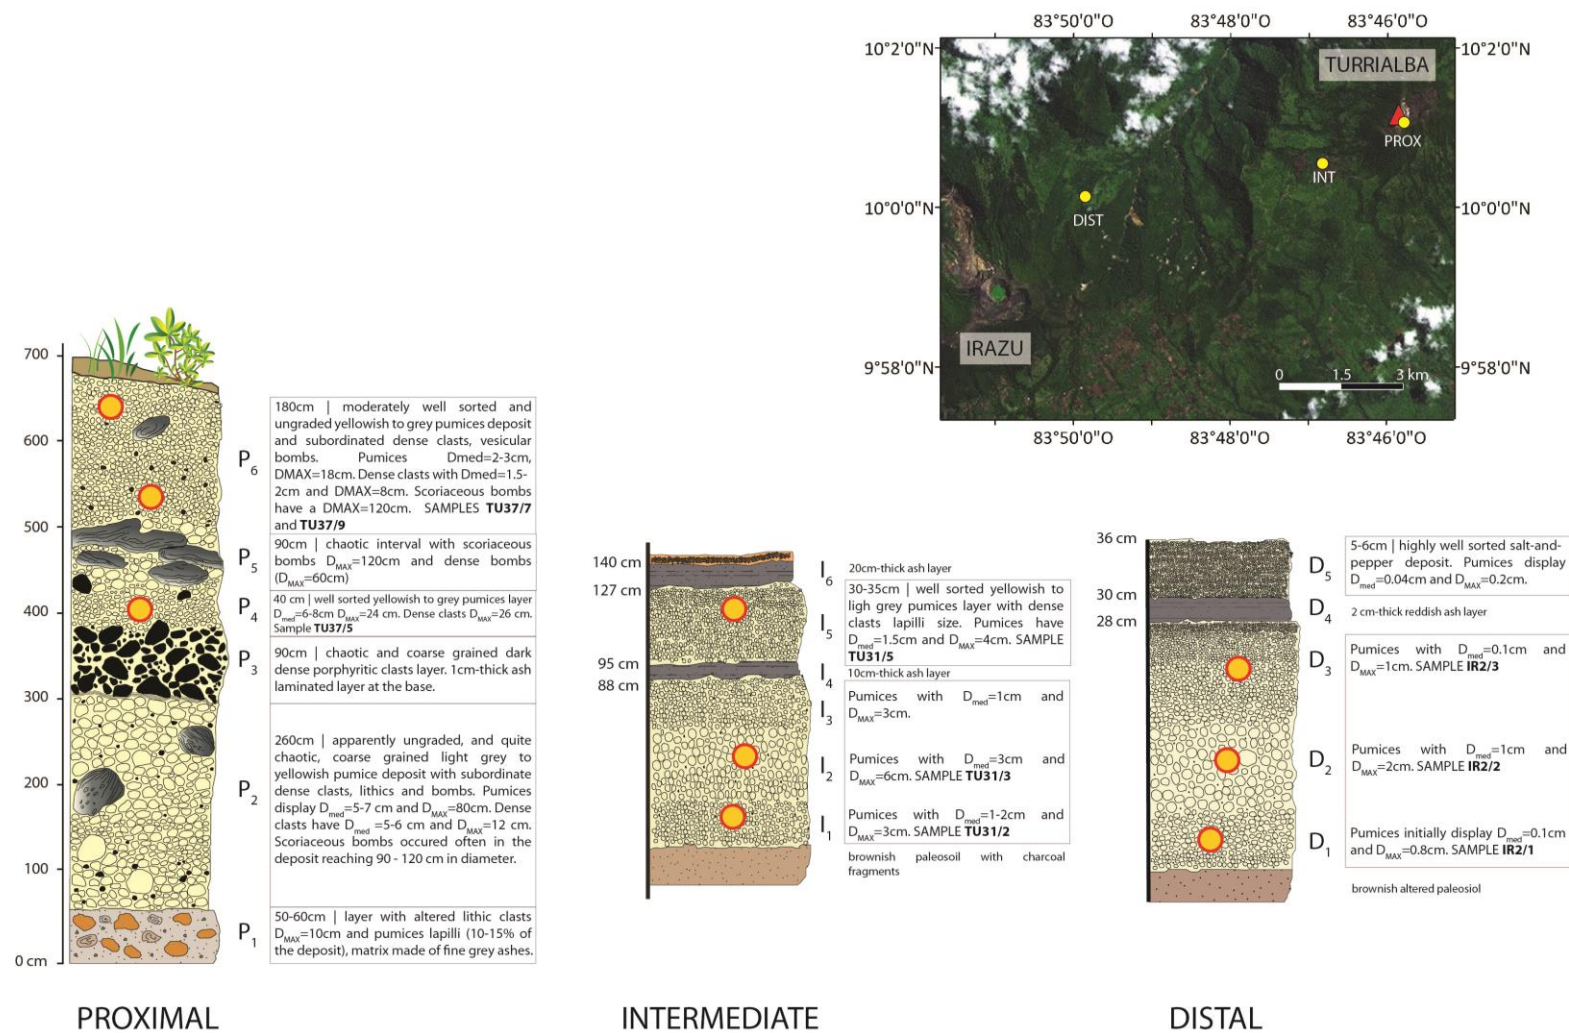 83°50'0"O 83°48'0"O 83°46'0"O
10°2'0"N 10°2'0"N
TURRIALBA
PROX
INT
DIST
10°0'0"N 10°0'0"N
IRAZU
9°58'0"N 9°58'0"N
0 1.5 3 km
83°50'0"O 83°48'0"O 83°46'0"O
700
600
500
400
300
200
100
0 cm
P6
180cm | moderately well sorted and
ungraded yellowish to grey pumices deposit
and subordinated dense clasts, vesicular
bombs. Pumices Dmed=2-3cm,
DMAX=18cm. Dense clasts with Dmed=1.5-
2cm and DMAX=8cm. Scoriaceous bombs
have a DMAX=120cm. SAMPLES TU37/7
and TU37/9
P5
90cm | chaotic interval with scoriaceous
bombs DMAX=120cm and dense bombs
(DMAX=60cm)
P4
40 cm | well sorted yellowish to grey pumices layer
Dmed=6-8cm DMAX=24 cm. Dense clasts DMAX=26 cm.
Sample TU37/5
P3
90cm | chaotic and coarse grained dark
dense porphyritic clasts layer. 1cm-thick ash
laminated layer at the base.
P2
260cm | apparently ungraded, and quite
chaotic, coarse grained light grey to
yellowish pumice deposit with subordinate
dense clasts, lithics and bombs. Pumices
display Dmed=5-7 cm and DMAX=80cm. Dense
clasts have Dmed =5-6 cm and DMAX=12 cm.
Scoriaceous bombs occured often in the
deposit reaching 90 - 120 cm in diameter.
P1
50-60cm | layer with altered lithic clasts
DMAX=10cm and pumices lapilli (10-15% of
the deposit), matrix made of fine grey ashes.
PROXIMAL
140 cm
127 cm
95 cm
88 cm
I6
20cm-thick ash layer
I5
30-35cm | well sorted yellowish to
ligh grey pumices layer with dense
clasts lapilli size. Pumices have
Dmed=1.5cm and DMAX=4cm. SAMPLE
TU31/5
I4
10cm-thick ash layer
I3
Pumices with Dmed=1cm and
DMAX=3cm.
I2
Pumices with Dmed=3cm and
DMAX=6cm. SAMPLE TU31/3
I1
Pumices with Dmed=1-2cm and
DMAX=3cm. SAMPLE TU31/2
brownish paleosoil with charcoal
fragments
INTERMEDIATE
36 cm
30 cm
28 cm
D5
5-6cm | highly well sorted salt-and-
pepper deposit. Pumices display
Dmed=0.04cm and DMAX=0.2cm.
D4
2 cm-thick reddish ash layer
D3
Pumices with Dmed=0.1cm and
DMAX=1cm. SAMPLE IR2/3
D2
Pumices with Dmed=1cm and
DMAX=2cm. SAMPLE IR2/2
D1
Pumices initially display Dmed=0.1cm
and DMAX=0.8cm. SAMPLE IR2/1
brownish altered paleosiol
DISTAL